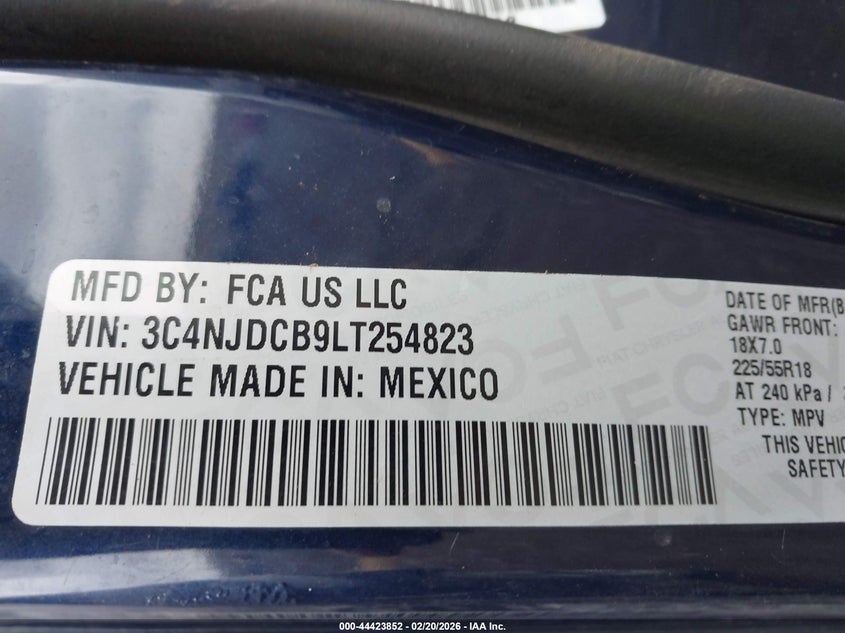 MFD BY: FCA US LLC
VIN: 3C4NJDCB9LT254823
VEHICLE MADE IN: MEXICO
DATE OF MFR(B
GAWR FRONT:
18X7.0
225/55R18
AT 240 kPa /
TYPE: MPV
THIS VEHIC
SAFETY
000-44423852 - 02/20/2026 - IAA Inc.